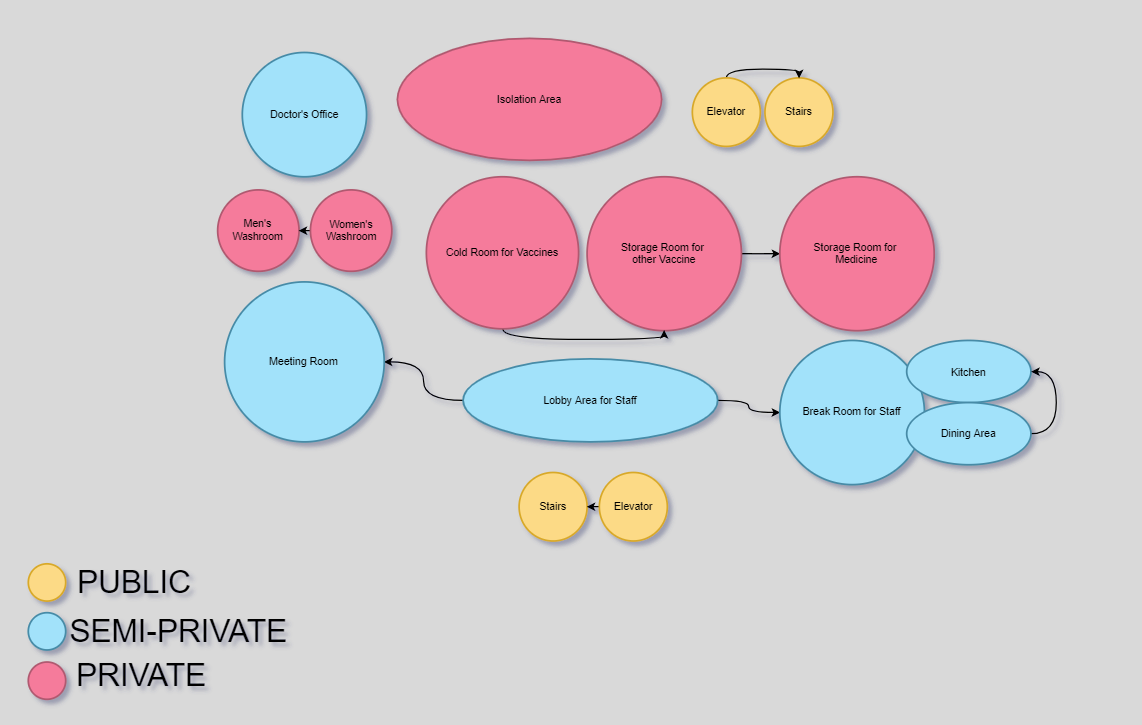 Doctor's Office
Isolation Area
Elevator
Stairs
Men's
Washroom
Women's
Washroom
Cold Room for Vaccines
Storage Room for
other Vaccine
Storage Room for
Medicine
Meeting Room
Lobby Area for Staff
Break Room for Staff
Kitchen
Dining Area
Stairs
Elevator
PUBLIC
SEMI-PRIVATE
PRIVATE